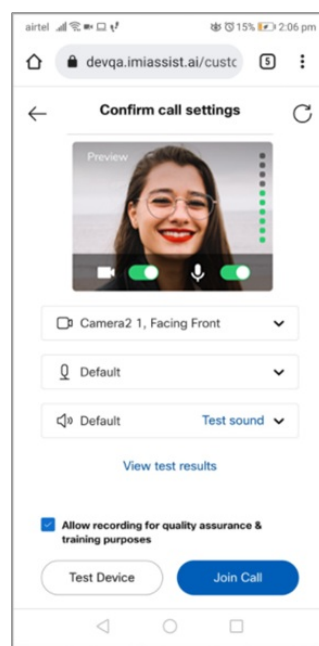 airtel 15% 2:06 pm
devqa.imiassist.ai/custc 5
Confirm call settings
Preview
Camera2 1, Facing Front
Default
Default Test sound
View test results
Allow recording for quality assurance &
training purposes
Test Device Join Call